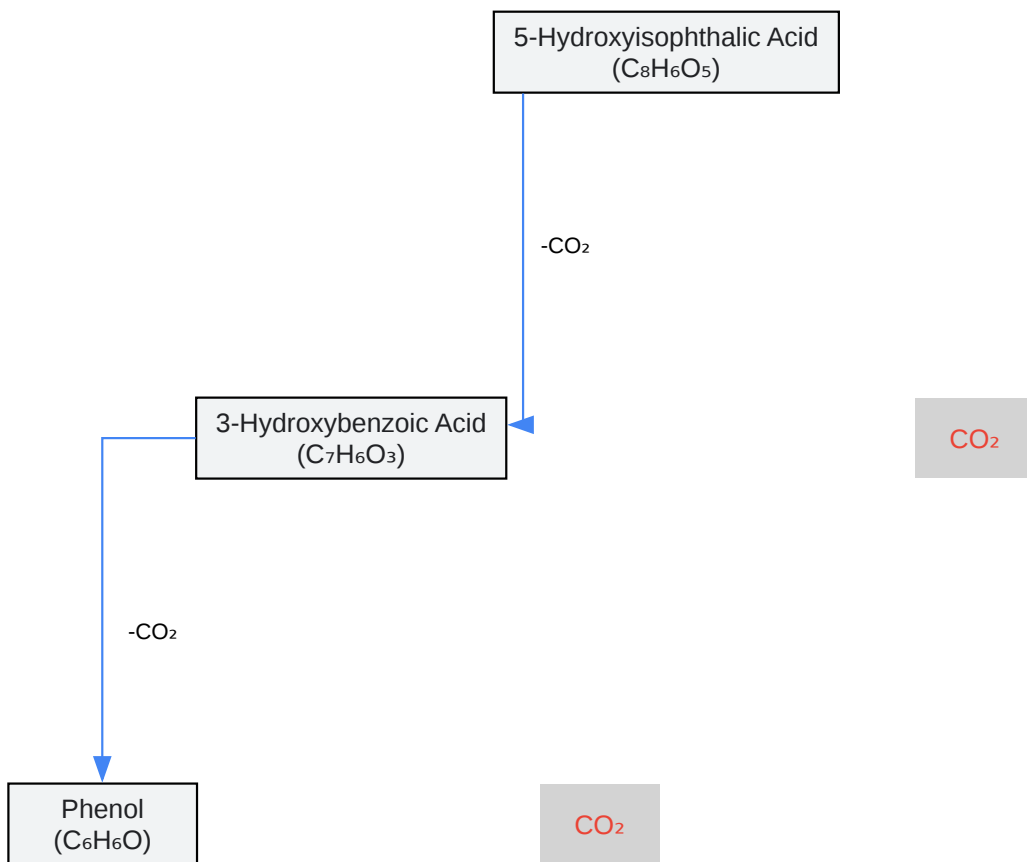 5-Hydroxyisophthalic Acid
(C₈H₆O₅)
-CO₂
3-Hydroxybenzoic Acid
(C₇H₆O₃)
CO₂
-CO₂
Phenol
(C₆H₆O)
CO₂